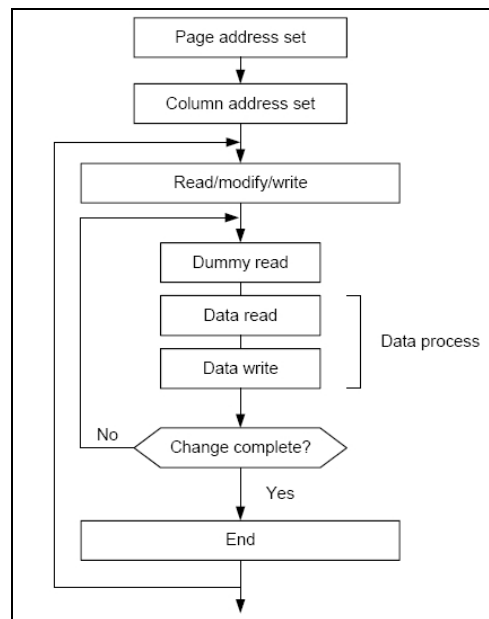 Page address set
Column address set
Read/modify/write
Dummy read
Data read
Data process
Data write
No
Change complete?
Yes
End